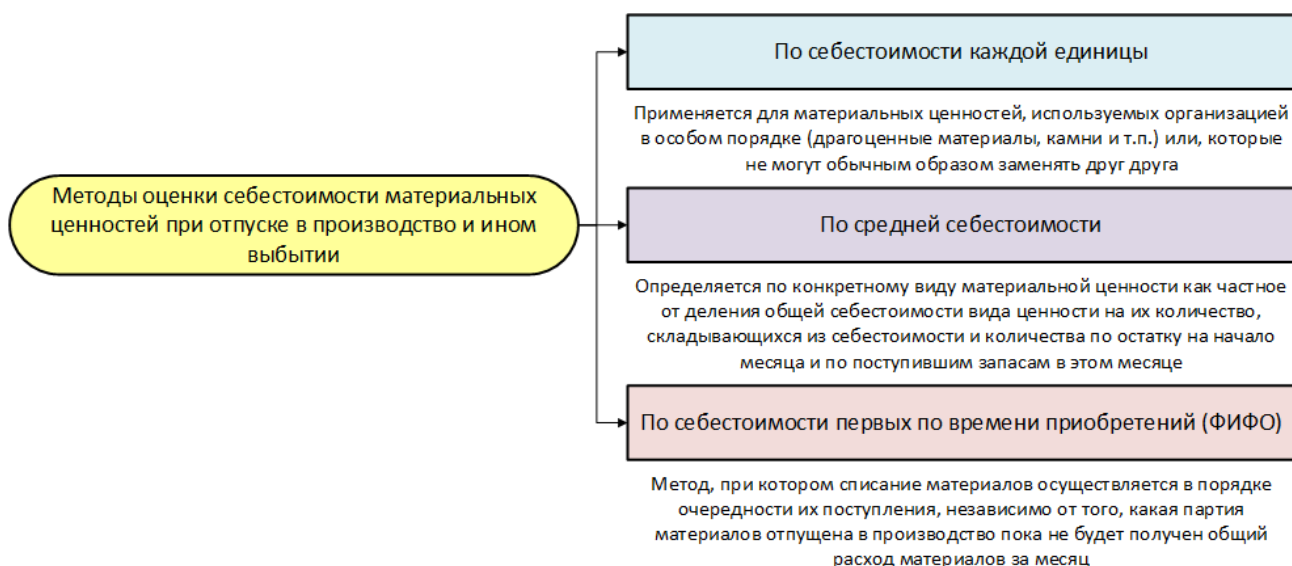 Методы оценки себестоимости материальных
ценностей при отпуске в производство и ином
выбытии
По себестоимости каждой единицы
Применяется для материальных ценностей, используемых организацией
в особом порядке (драгоценные материалы, камни и т.п.) или, которые
не могут обычным образом заменять друг друга
По средней себестоимости
Определяется по конкретному виду материальной ценности как частное
от деления общей себестоимости вида ценности на их количество,
складывающихся из себестоимости и количества по остатку на начало
месяца и по поступившим запасам в этом месяце
По себестоимости первых по времени приобретений (ФИФО)
Метод, при котором списание материалов осуществляется в порядке
очередности их поступления, независимо от того, какая партия
материалов отпущена в производство пока не будет получен общий
расход материалов за месяц